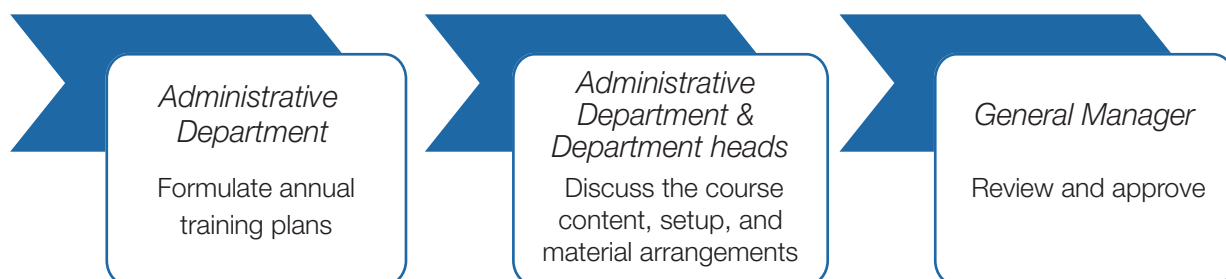 Administrative
Department
Formulate annual
training plans
Administrative
Department &
Department heads
Discuss the course
content, setup, and
material arrangements
General Manager
Review and approve